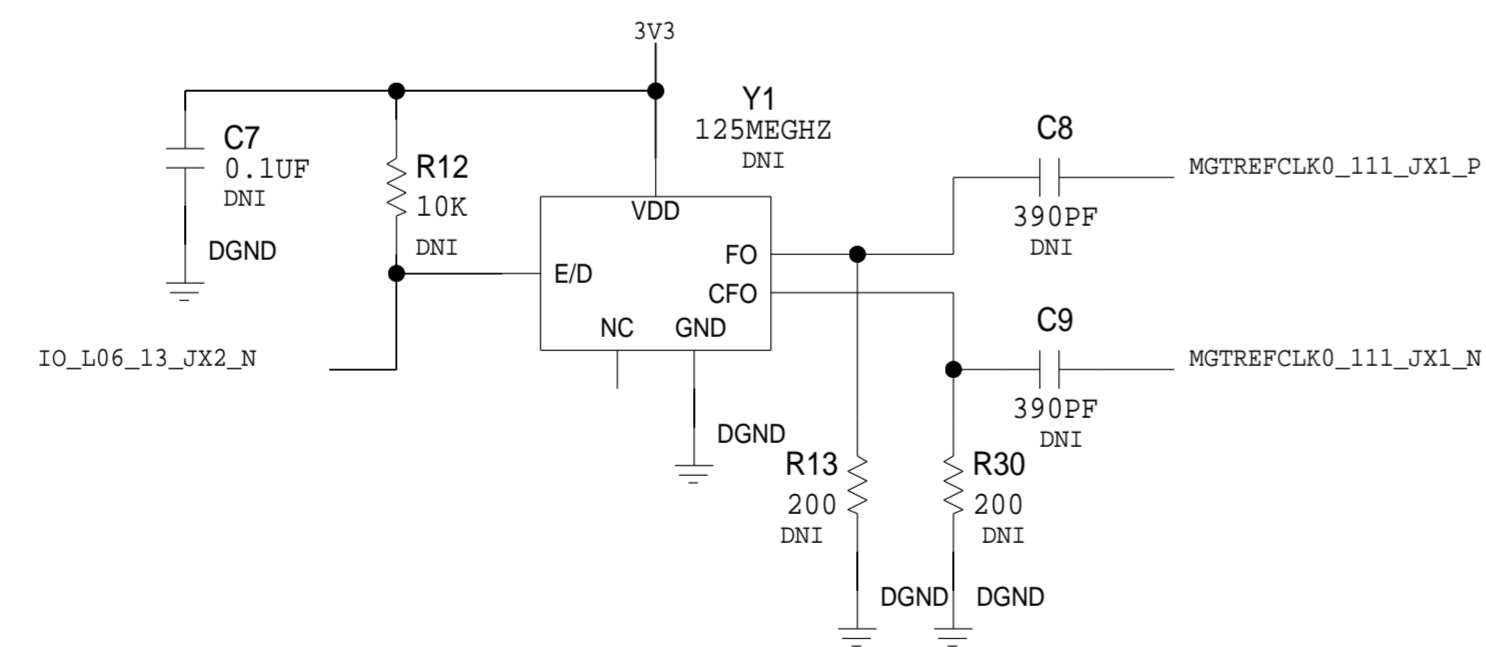 3V3
C7
0.1UF
DNI
DGND
R12
10K
DNI
Y1
125MEGHZ
DNI
VDD
E/D
FO
CFO
NC GND
DGND
IO_L06_13_JX2_N
C8
390PF
DNI
MGTREFCLK0_111_JX1_P
C9
390PF
DNI
MGTREFCLK0_111_JX1_N
R13
200
DNI
R30
200
DNI
DGND DGND